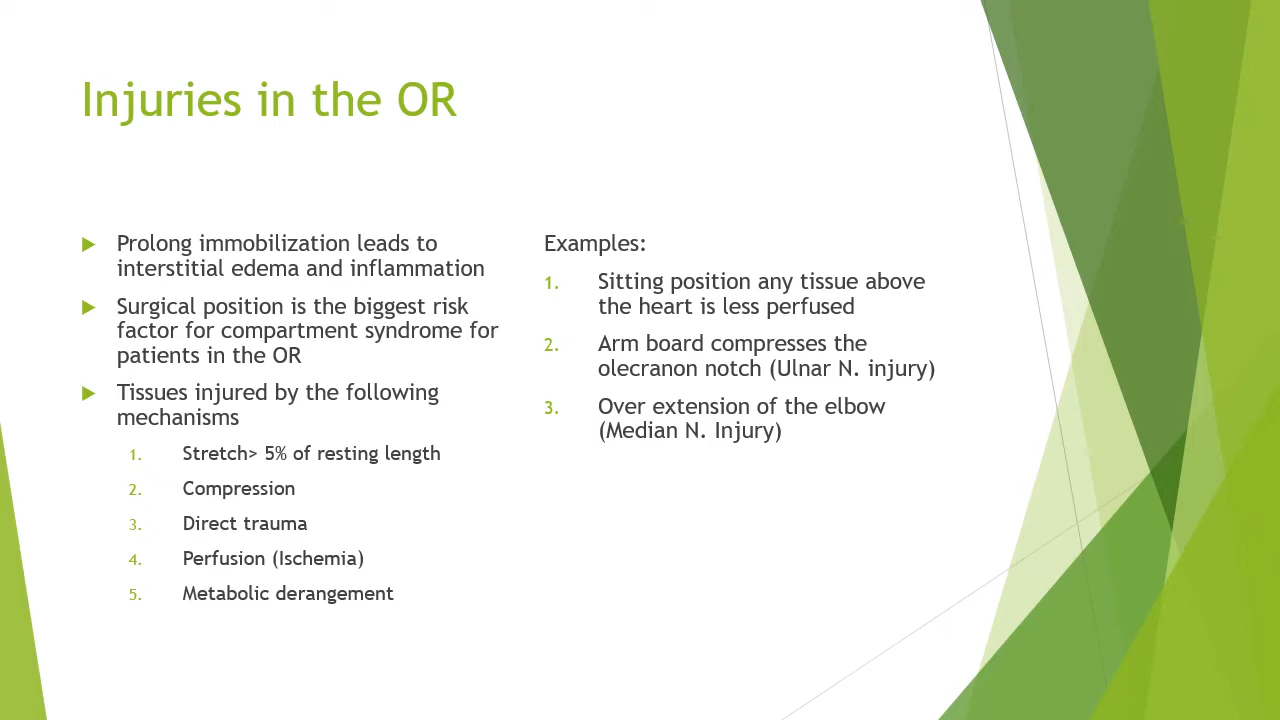 Injuries in the OR
Prolong immobilization leads to
interstitial edema and inflammation
Surgical position is the biggest risk
factor for compartment syndrome for
patients in the OR
Tissues injured by the following
mechanisms
1. Stretch> 5% of resting length
2. Compression
3. Direct trauma
4. Perfusion (Ischemia)
5. Metabolic derangement
Examples:
1. Sitting position any tissue above
the heart is less perfused
2. Arm board compresses the
olecranon notch (Ulnar N. injury)
3. Over extension of the elbow
(Median N. Injury)